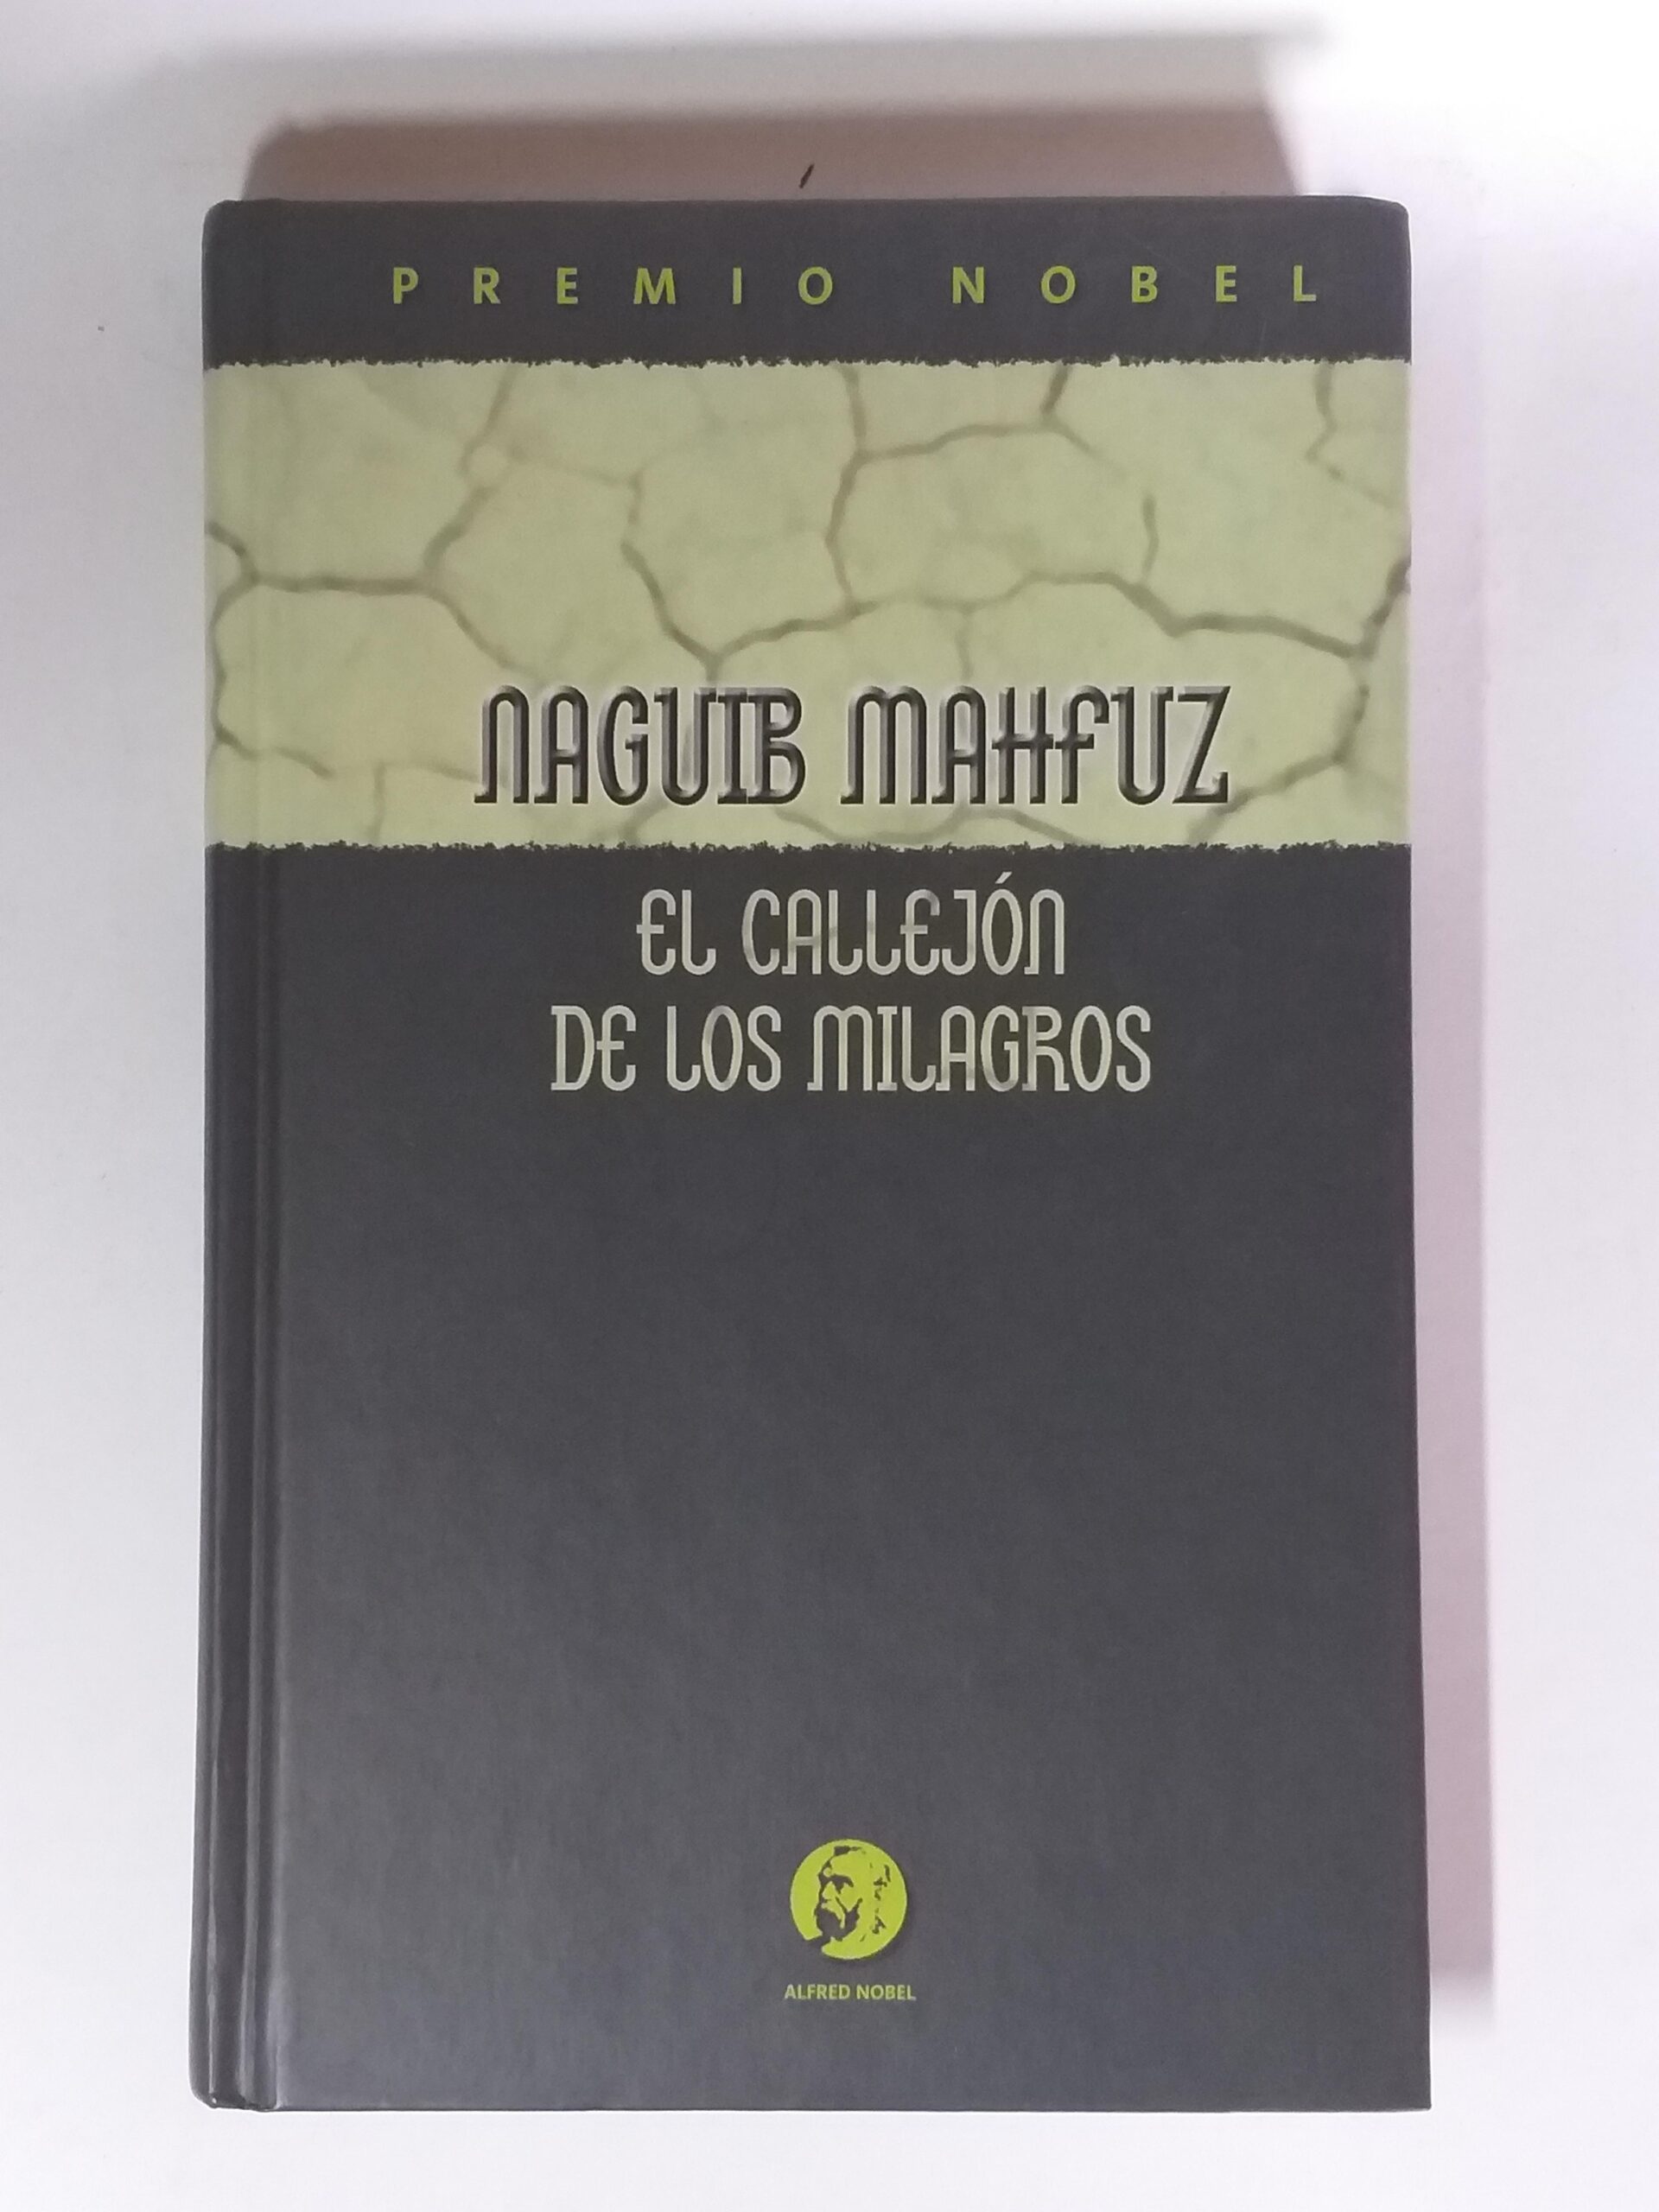 PREMIO NOBEL
NAGUIB MAHFUZ
EL CALLEJÓN
DE LOS MILAGROS
ALFRED NOBEL